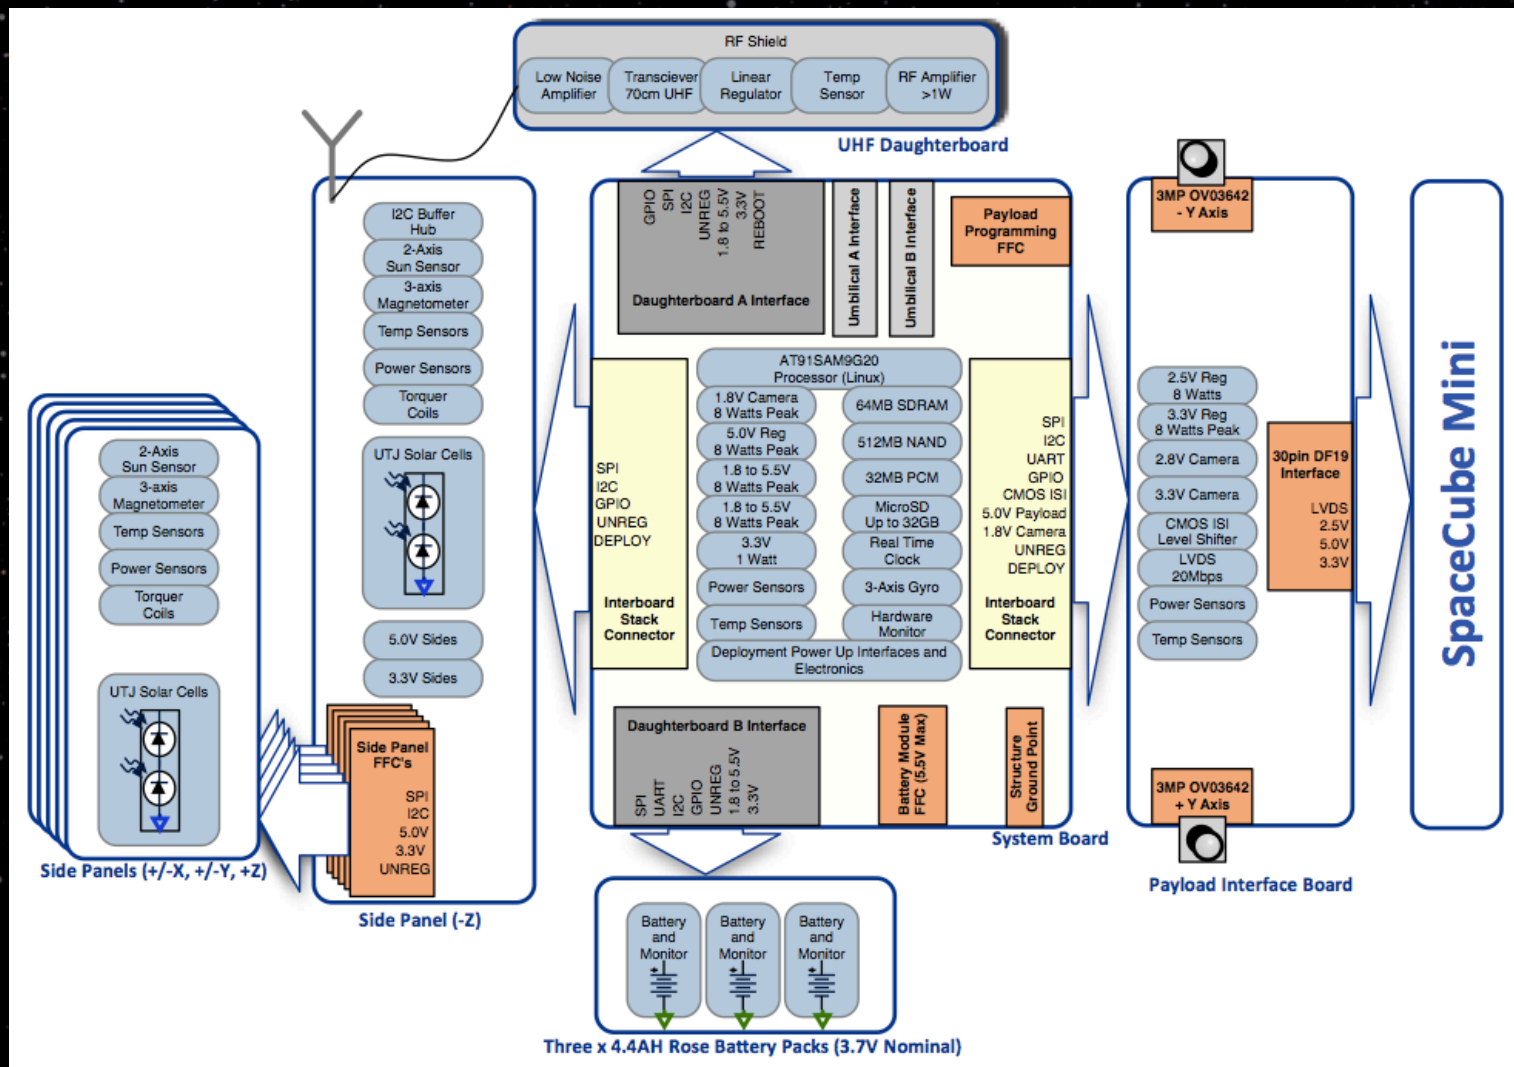 RF Shield
Low Noise
Amplifier
Transciever
70cm UHF
Linear
Regulator
Temp
Sensor
RF Amplifier
>1W
UHF Daughterboard
I2C Buffer
Hub
2-Axis
Sun Sensor
3-axis
Magnetometer
Temp Sensors
Power Sensors
Torquer
Coils
UTJ Solar Cells
5.0V Sides
3.3V Sides
Side Panel
FFC's
SPI
I2C
5.0V
3.3V
UNREG
Side Panel (-Z)
2-Axis
Sun Sensor
3-axis
Magnetometer
Temp Sensors
Power Sensors
Torquer
Coils
UTJ Solar Cells
Side Panels (+/-X, +/-Y, +Z)
GPIO
SPI
I2C
UNREG
1.8 to 5.5V
3.3V
REBOOT
Daughterboard A Interface
Umbilical A Interface
Umbilical B Interface
Payload
Programming
FFC
SPI
I2C
GPIO
UNREG
DEPLOY
Interboard
Stack
Connector
AT91SAM9G20
Processor (Linux)
1.8V Camera
8 Watts Peak
5.0V Reg
8 Watts Peak
1.8 to 5.5V
8 Watts Peak
1.8 to 5.5V
8 Watts Peak
3.3V
1 Watt
Power Sensors
Temp Sensors
64MB SDRAM
512MB NAND
32MB PCM
MicroSD
Up to 32GB
Real Time
Clock
3-Axis Gyro
Hardware
Monitor
Deployment Power Up Interfaces and
Electronics
SPI
I2C
UART
GPIO
CMOS ISI
5.0V Payload
1.8V Camera
UNREG
DEPLOY
Interboard
Stack
Connector
Daughterboard B Interface
SPI
UART
I2C
GPIO
UNREG
1.8 to 5.5V
3.3V
Battery Module
FFC (5.5V Max)
Structure
Ground Point
System Board
Battery
and
Monitor
Battery
and
Monitor
Battery
and
Monitor
Three x 4.4AH Rose Battery Packs (3.7V Nominal)
3MP OV03642
- Y Axis
2.5V Reg
8 Watts
3.3V Reg
8 Watts Peak
2.8V Camera
3.3V Camera
CMOS ISI
Level Shifter
LVDS
20Mbps
Power Sensors
Temp Sensors
30pin DF19
Interface
LVDS
2.5V
5.0V
3.3V
3MP OV03642
+ Y Axis
Payload Interface Board
SpaceCube Mini